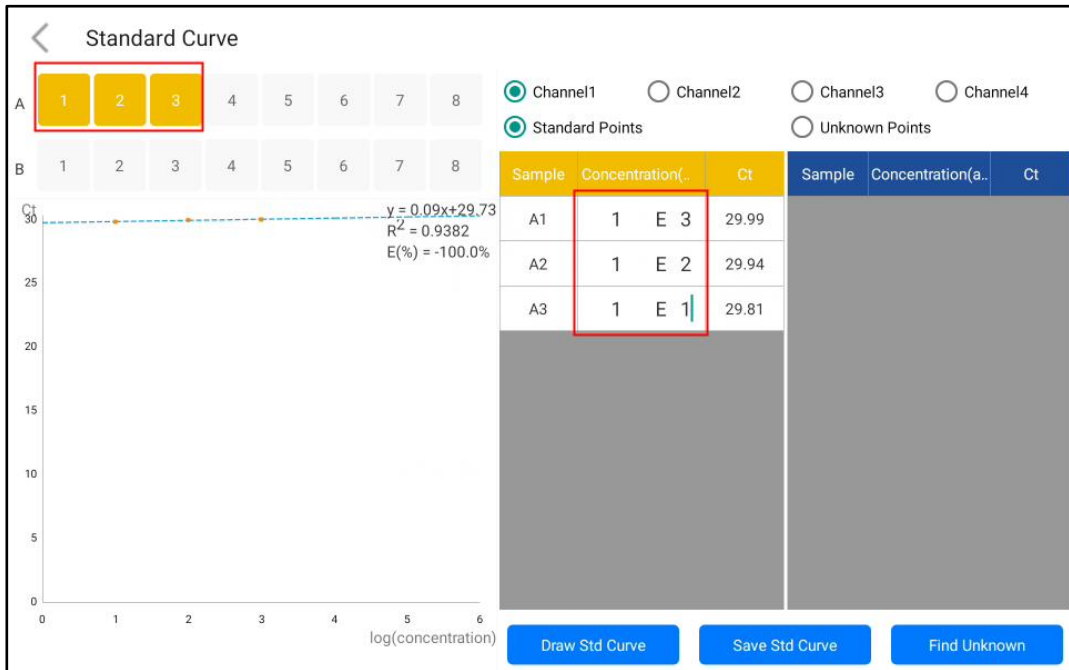 Standard Curve
A 1 2 3 4 5 6 7 8
B 1 2 3 4 5 6 7 8
Channel1 Channel2 Channel3 Channel4
Standard Points Unknown Points
Sample Concentration(.. Ct
A1 1 E 3 29.99
A2 1 E 2 29.94
A3 1 E 1 29.81
Sample Concentration(a.. Ct
Ct
y = 0.09x+29.73
R2 = 0.9382
E(%) = -100.0%
30
25
20
15
10
5
0
0 1 2 3 4 5 6
log(concentration)
Draw Std Curve Save Std Curve Find Unknown